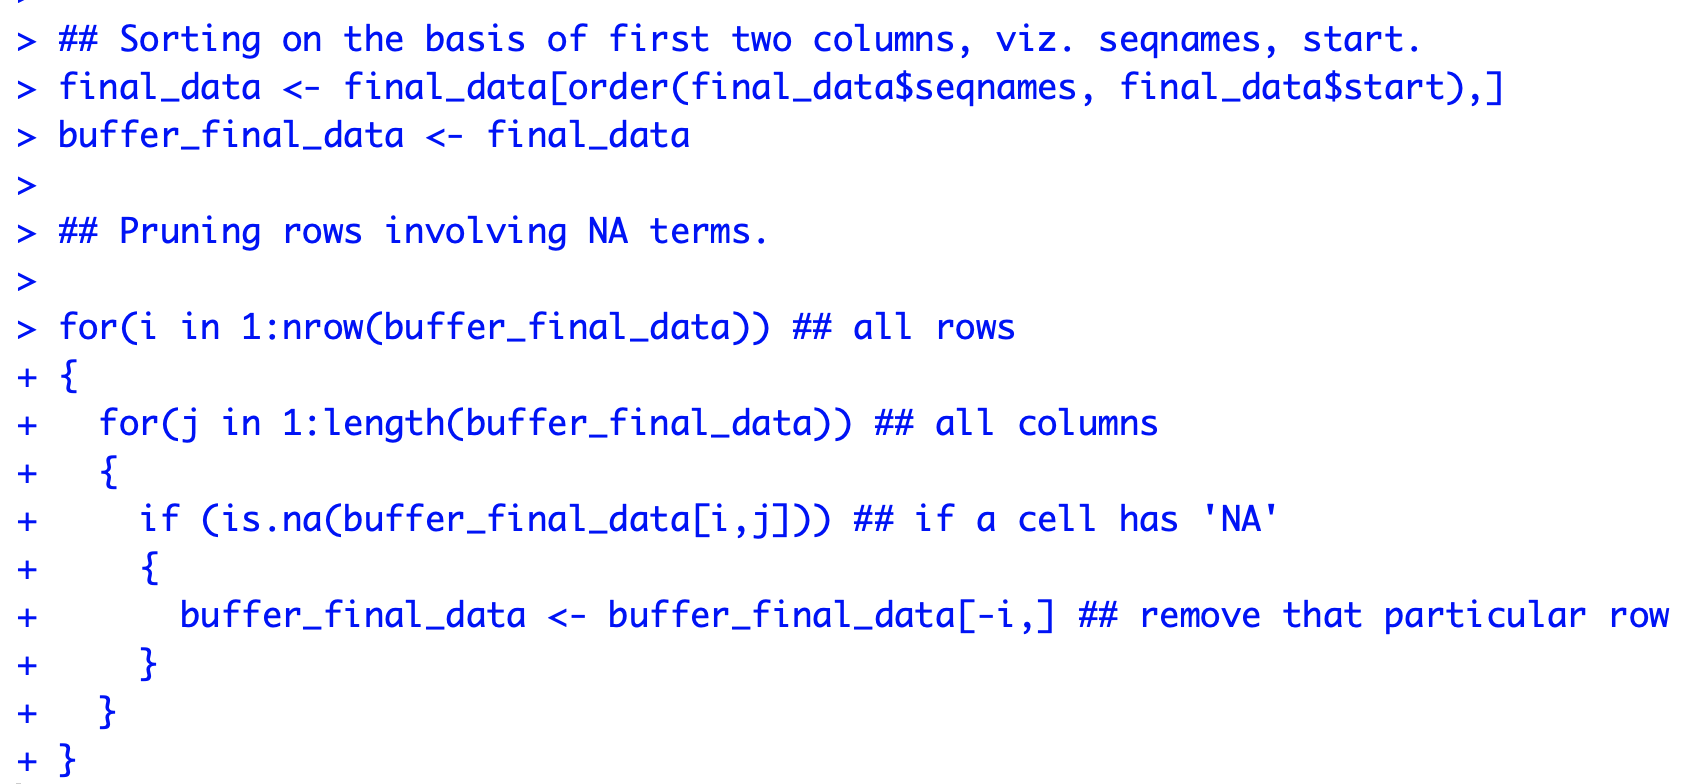 > ## Sorting on the basis of first two columns, viz. seqnames, start.
> final_data <- final_data[order(final_data$seqnames, final_data$start),]
> buffer_final_data <- final_data
>
> ## Pruning rows involving NA terms.
>
> for(i in 1:nrow(buffer_final_data)) ## all rows
+ {
+   for(j in 1:length(buffer_final_data)) ## all columns
+   {
+     if (is.na(buffer_final_data[i,j])) ## if a cell has 'NA'
+     {
+       buffer_final_data <- buffer_final_data[-i,] ## remove that particular row
+     }
+   }
+ }